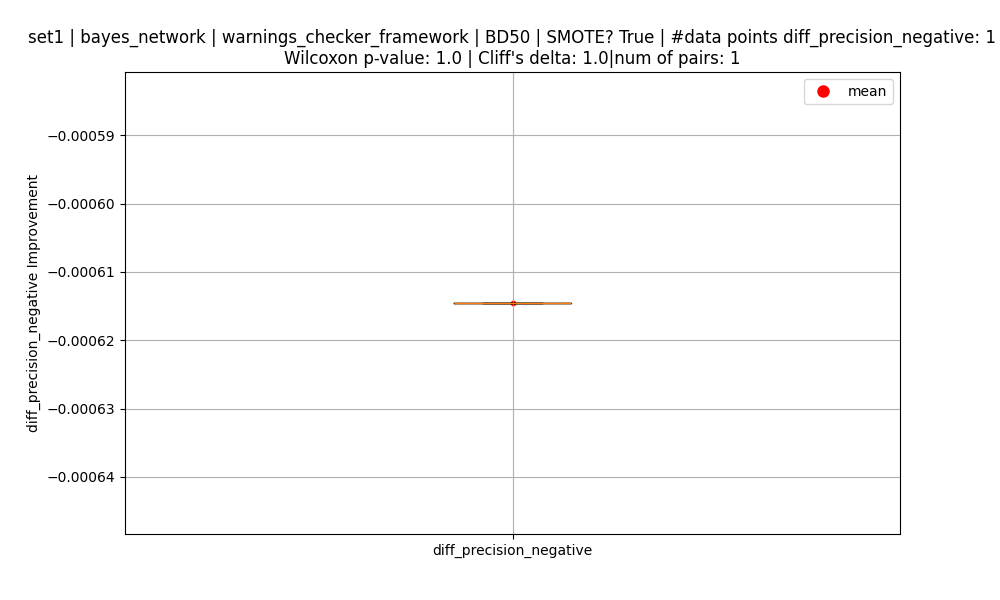 set1 | bayes_network | warnings_checker_framework | BD50 | SMOTE? True | #data points diff_precision_negative: 1
Wilcoxon p-value: 1.0 | Cliff's delta: 1.0|num of pairs: 1
mean
−0.00059
−0.00060
−0.00061
−0.00062
−0.00063
−0.00064
diff_precision_negative Improvement
diff_precision_negative